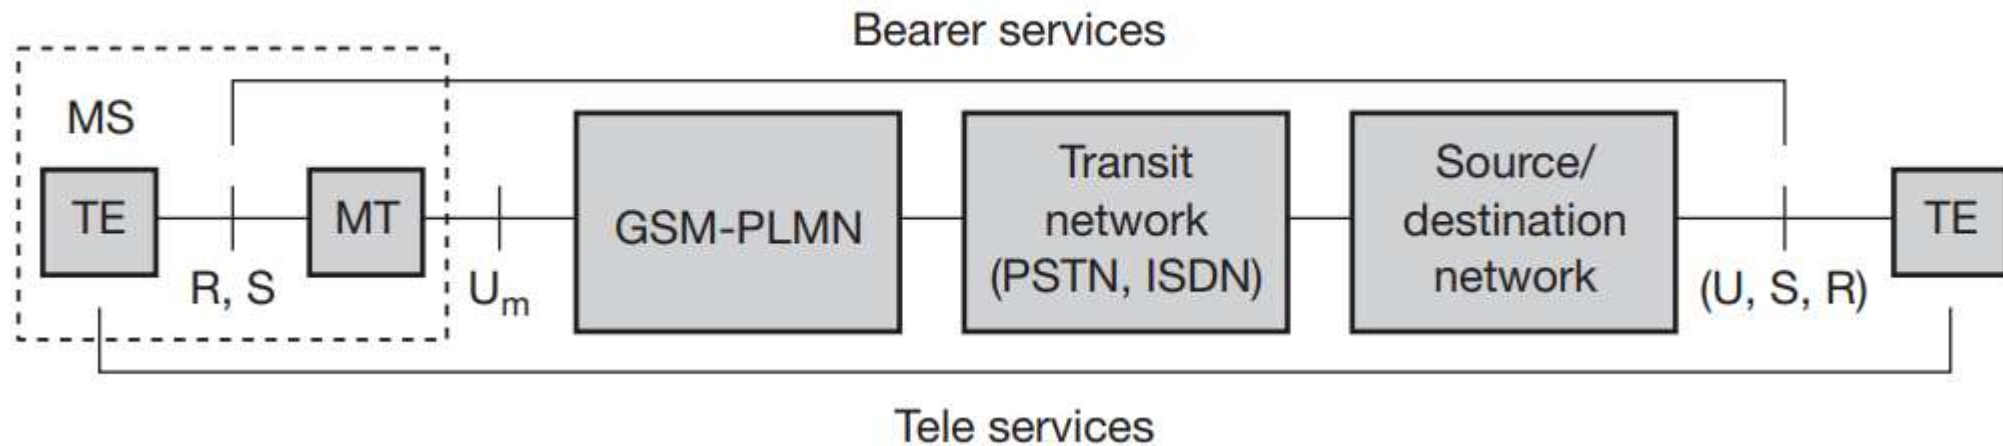 Bearer services
MS
TE
R, S
MT
Um
GSM-PLMN
Transit
network
(PSTN, ISDN)
Source/
destination
network
(U, S, R)
TE
Tele services